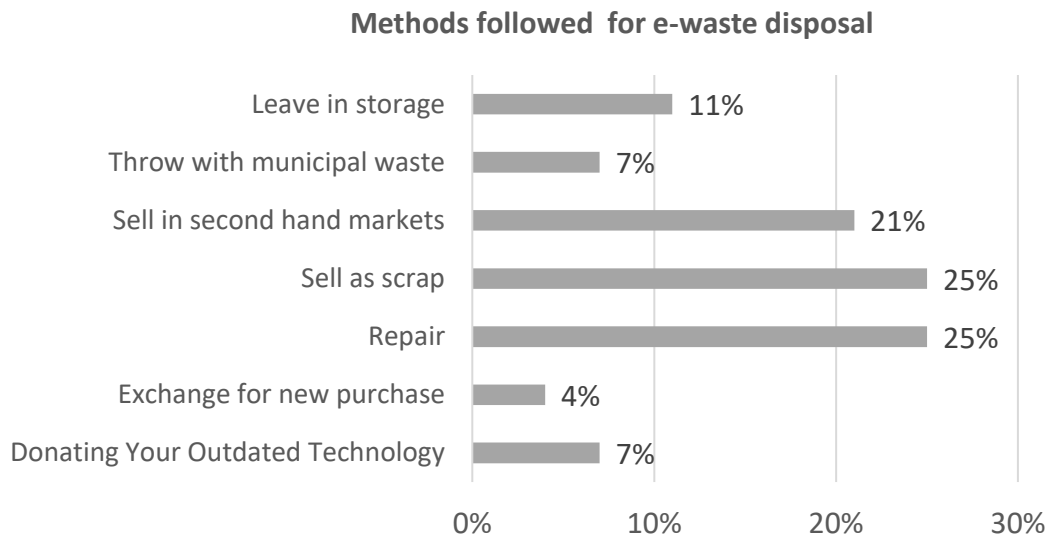 Methods followed for e-waste disposal
Leave in storage 11%
Throw with municipal waste 7%
Sell in second hand markets 21%
Sell as scrap 25%
Repair 25%
Exchange for new purchase 4%
Donating Your Outdated Technology 7%
0% 10% 20% 30%